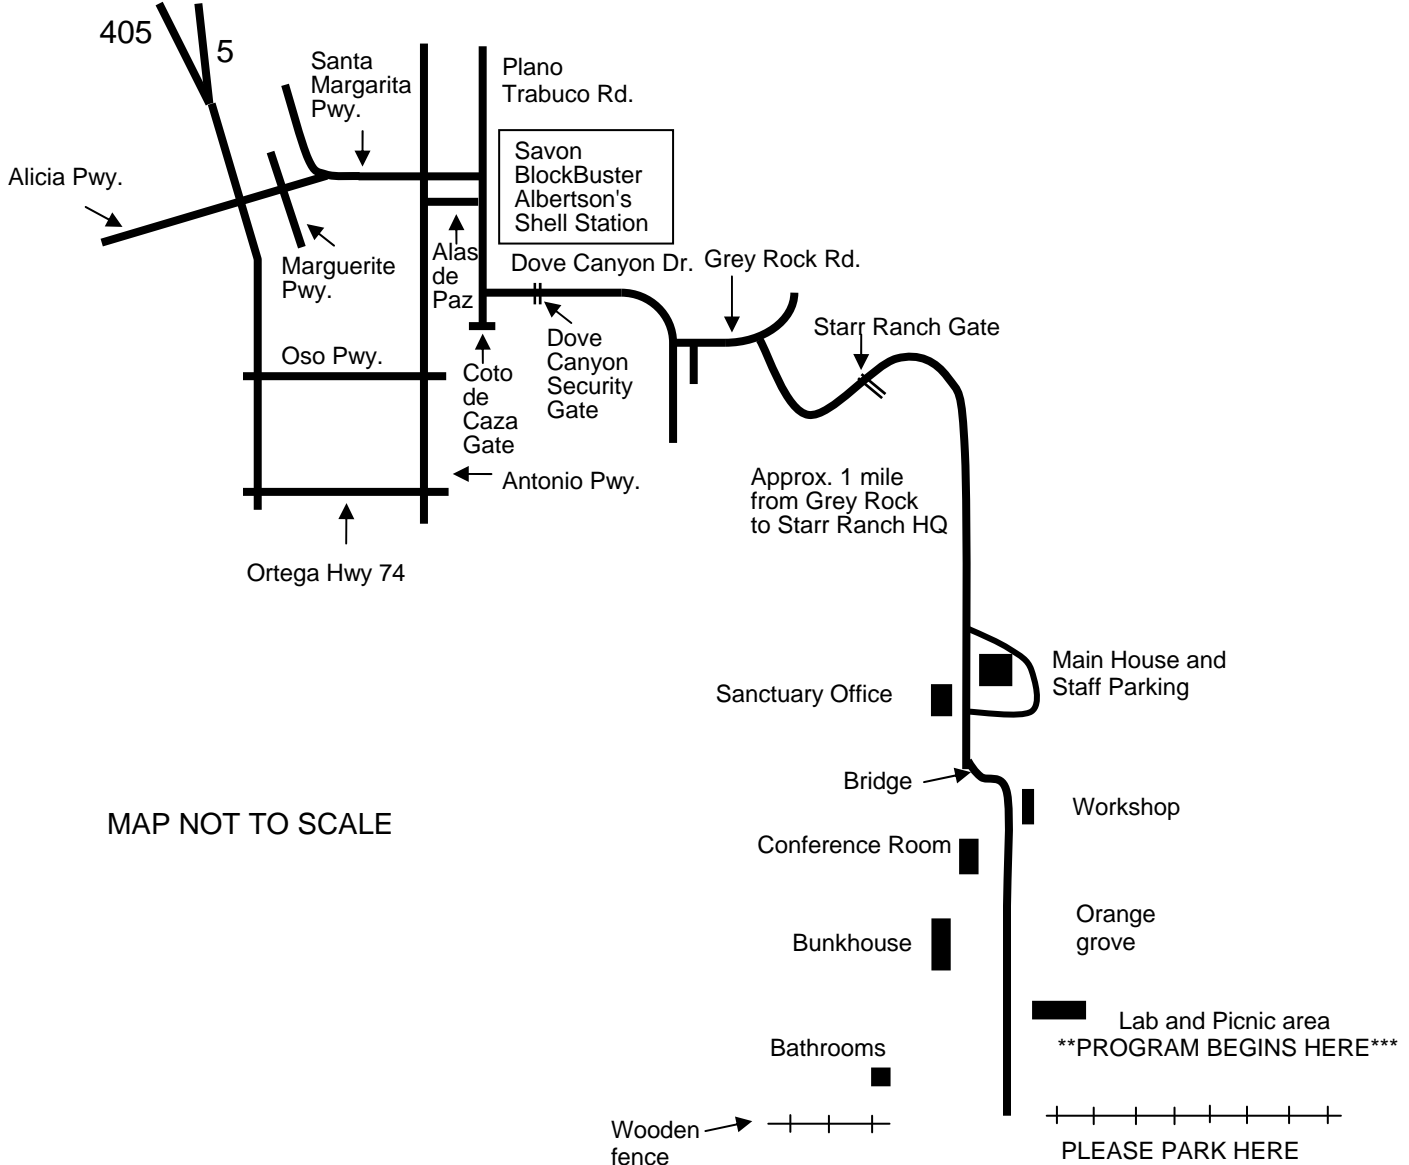 405
5
Santa
Margarita
Pwy.
Plano
Trabuco Rd.
Savon
BlockBuster
Albertson's
Shell Station
Alicia Pwy.
Marguerite
Pwy.
Alas
de
Paz
Dove Canyon Dr.
Grey Rock Rd.
Starr Ranch Gate
Dove
Canyon
Security
Gate
Oso Pwy.
Coto
de
Caza
Gate
Antonio Pwy.
Approx. 1 mile
from Grey Rock
to Starr Ranch HQ
Ortega Hwy 74
Main House and
Staff Parking
Sanctuary Office
Bridge
Workshop
MAP NOT TO SCALE
Conference Room
Orange
grove
Bunkhouse
Lab and Picnic area
**PROGRAM BEGINS HERE***
Bathrooms
Wooden
fence
PLEASE PARK HERE